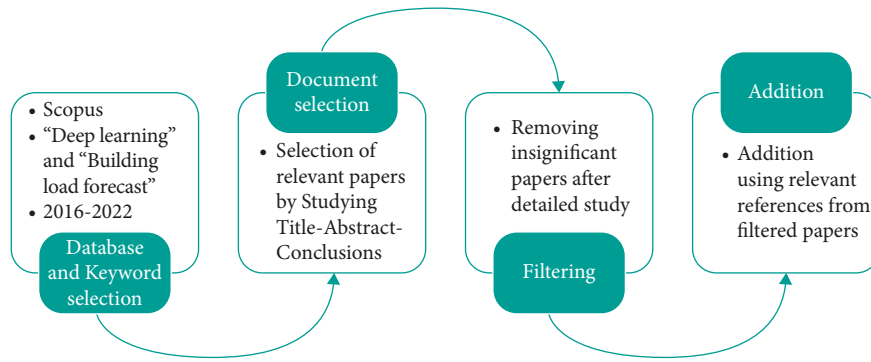 • Scopus
• “Deep learning”
and “Building
load forecast”
• 2016-2022
Database
and Keyword
selection
Document
selection
• Selection of
relevant papers
by Studying
Title-Abstract-
Conclusions
• Removing
insignificant
papers after
detailed study
Filtering
Addition
• Addition
using relevant
references from
filtered papers